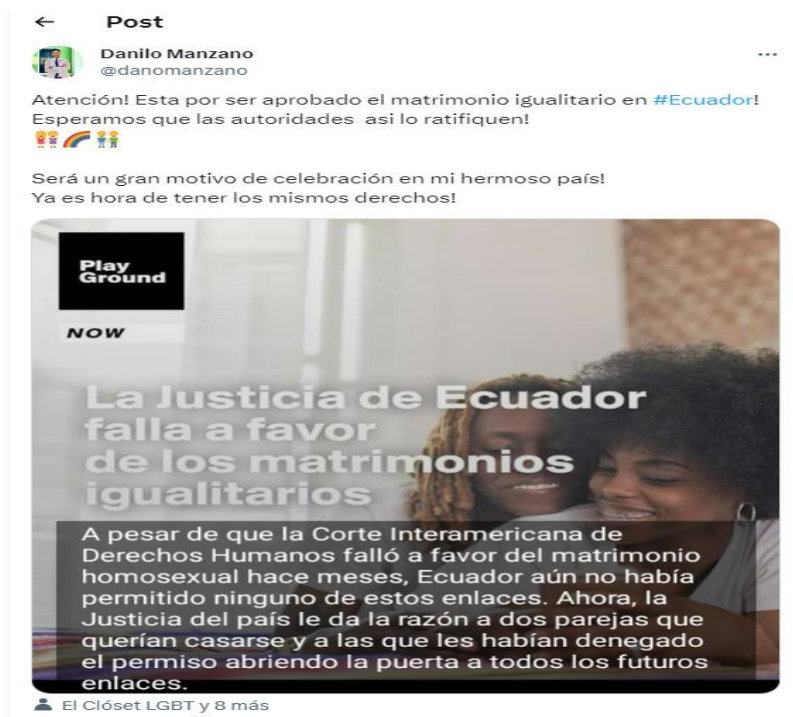 Post
Danilo Manzano
@danomanzano
Atención! Esta por ser aprobado el matrimonio igualitario en #Ecuador!
Esperamos que las autoridades asi lo ratifiquen!
Será un gran motivo de celebración en mi hermoso país!
Ya es hora de tener los mismos derechos!
Play
Ground
NOW
La Justicia de Ecuador
falla a favor
de los matrimonios
igualitarios
A pesar de que la Corte Interamericana de
Derechos Humanos falló a favor del matrimonio
homosexual hace meses, Ecuador aún no había
permitido ninguno de estos enlaces. Ahora, la
Justicia del país le da la razón a dos parejas que
querían casarse y a las que les habían denegado
el permiso abriendo la puerta a todos los futuros
enlaces.
El Clóset LGBT y 8 más